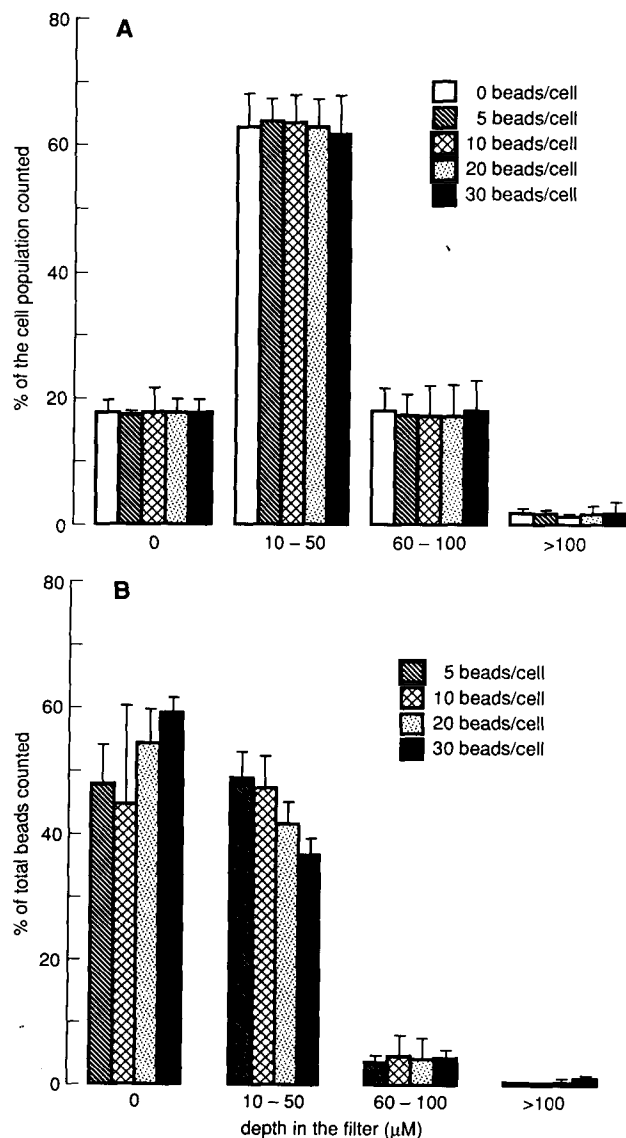 A
80
60
40
20
0
% of the cell population counted
0 beads/cell
5 beads/cell
10 beads/cell
20 beads/cell
30 beads/cell
0
10 – 50
60 – 100
>100
B
80
60
40
20
0
% of total beads counted
5 beads/cell
10 beads/cell
20 beads/cell
30 beads/cell
0
10 – 50
60 – 100
>100
depth in the filter (μM)